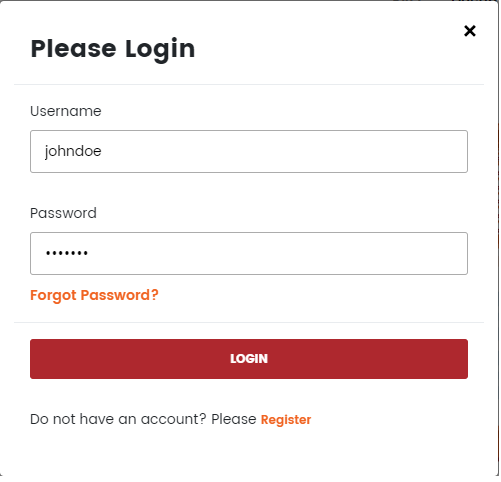 Please Login
×
Username
johndoe
Password
•••••••
Forgot Password?
LOGIN
Do not have an account? Please Register